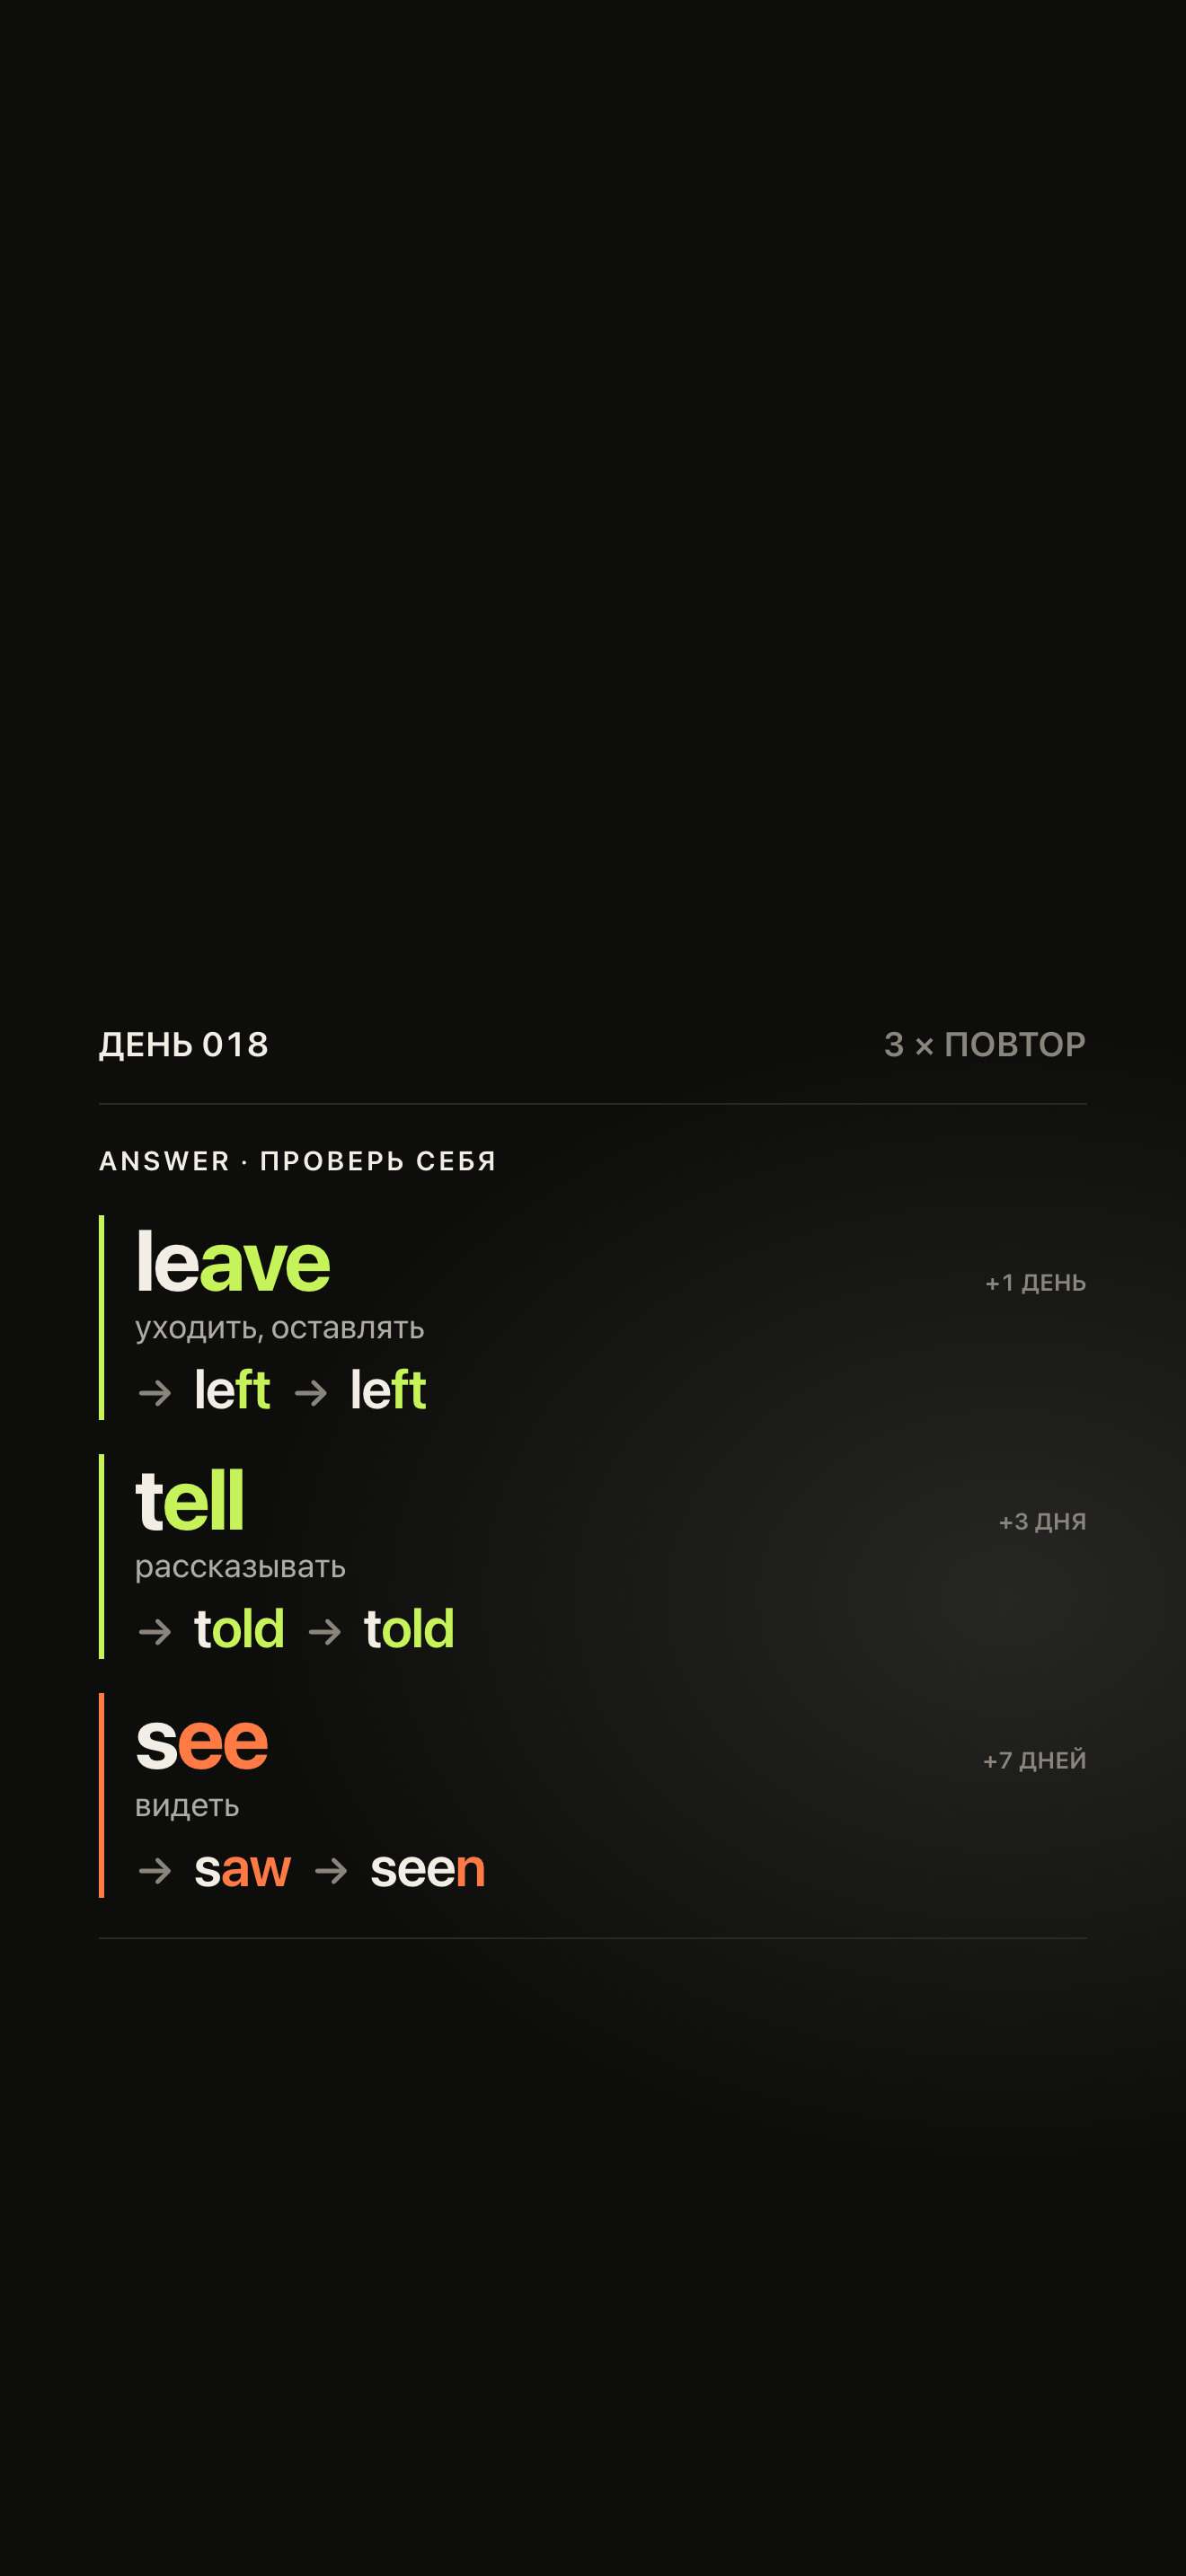 ДЕНЬ 018
3 × ПОВТОР
ANSWER · ПРОВЕРЬ СЕБЯ
leave
+1 ДЕНЬ
уходить, оставлять
→ left → left
tell
+3 ДНЯ
рассказывать
→ told → told
see
+7 ДНЕЙ
видеть
→ saw → seen